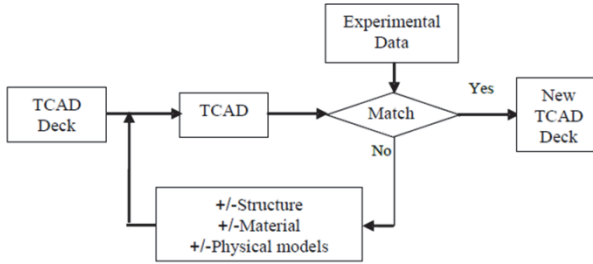 Experimental
Data
TCAD
Deck
TCAD
Match
Yes
New
TCAD
Deck
No
+/-Structure
+/-Material
+/-Physical models